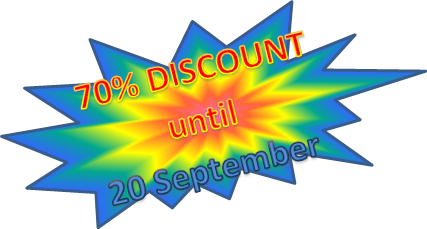 70% DISCOUNT
until
20 September